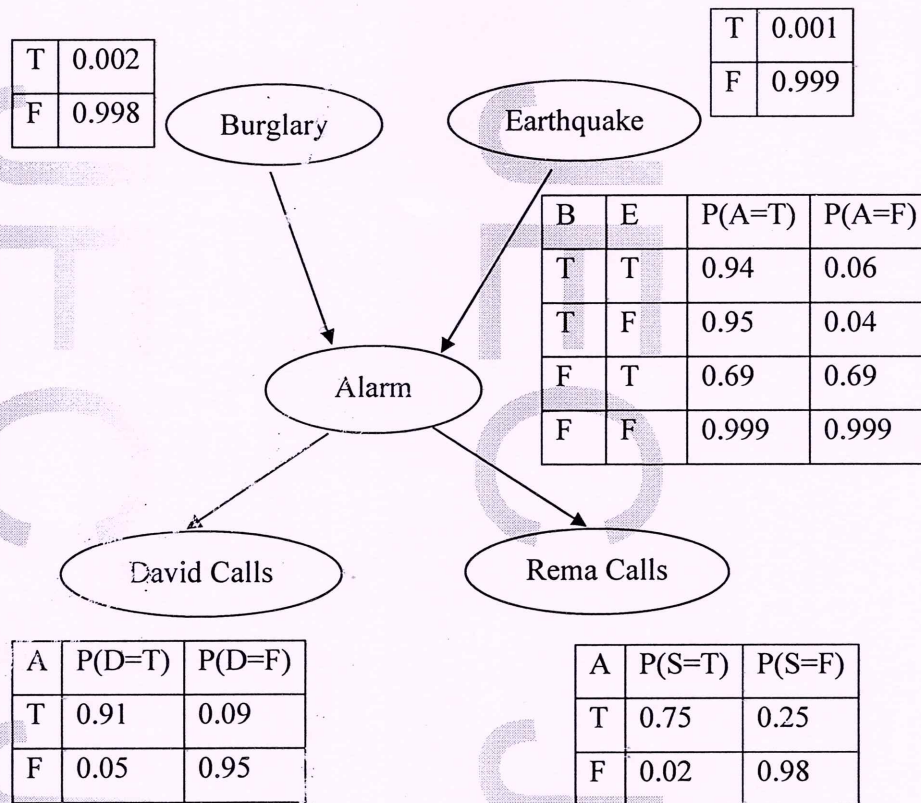 T 0.002
F 0.998
Burglary
Earthquake
T 0.001
F 0.999
B E P(A=T) P(A=F)
T T 0.94 0.06
T F 0.95 0.04
F T 0.69 0.69
F F 0.999 0.999
Alarm
David Calls
Rema Calls
A P(D=T) P(D=F)
T 0.91 0.09
F 0.05 0.95
A P(S=T) P(S=F)
T 0.75 0.25
F 0.02 0.98